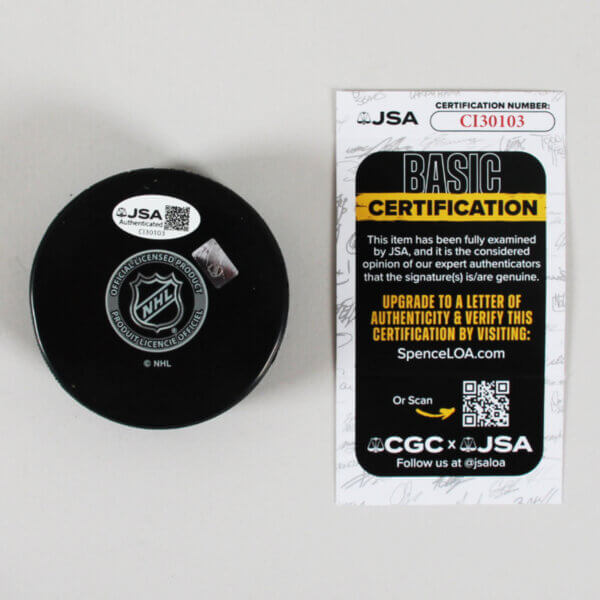 JSA
Authenticated
CI30103
OFFICIAL LICENSED PRODUCT
NHL
®
PRODUIT LICENCIÉ OFFICIEL
© NHL
JSA
CERTIFICATION NUMBER:
CI30103
BASIC
CERTIFICATION
This item has been fully examined
by JSA, and it is the considered
opinion of our expert authenticators
that the signature(s) is/are genuine.
UPGRADE TO A LETTER OF
AUTHENTICITY & VERIFY THIS
CERTIFICATION BY VISITING:
SpenceLOA.com
Or Scan
CGC x JSA
Follow us at @jsaloa